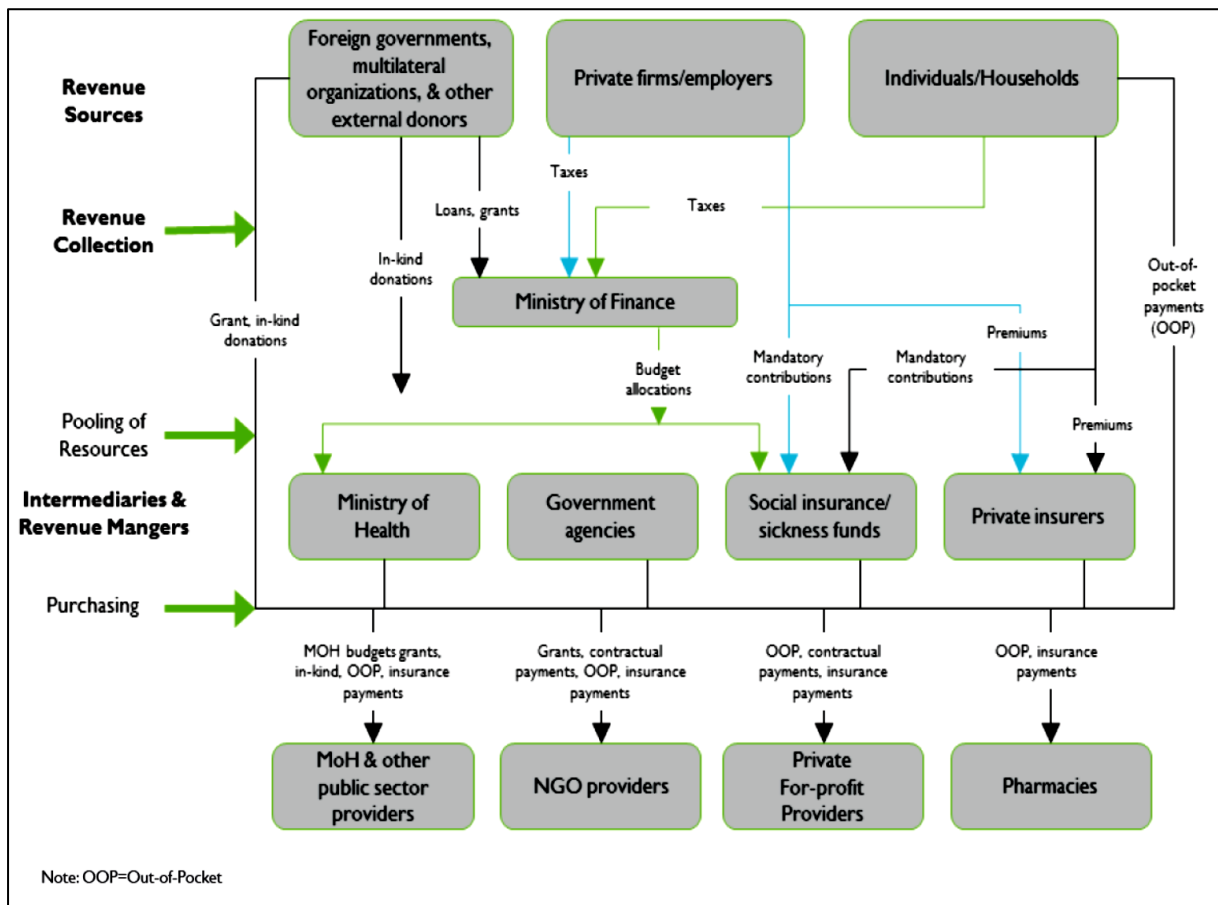 Foreign governments,
multilateral
organizations, & other
external donors
Private firms/employers
Individuals/Households
Revenue
Sources
Taxes
Loans, grants
Taxes
Revenue
Collection
In-kind
donations
Out-of-
pocket
payments
(OOP)
Ministry of Finance
Grant, in-kind
donations
Premiums
Budget
allocations
Mandatory
contributions
Mandatory
contributions
Pooling of
Resources
Premiums
Intermediaries &
Revenue Mangers
Ministry of
Health
Government
agencies
Social insurance/
sickness funds
Private insurers
Purchasing
MOH budgets grants,
in-kind, OOP, insurance
payments
Grants, contractual
payments, OOP, insurance
payments
OOP, contractual
payments, insurance
payments
OOP, insurance
payments
MoH & other
public sector
providers
NGO providers
Private
For-profit
Providers
Pharmacies
Note: OOP=Out-of-Pocket